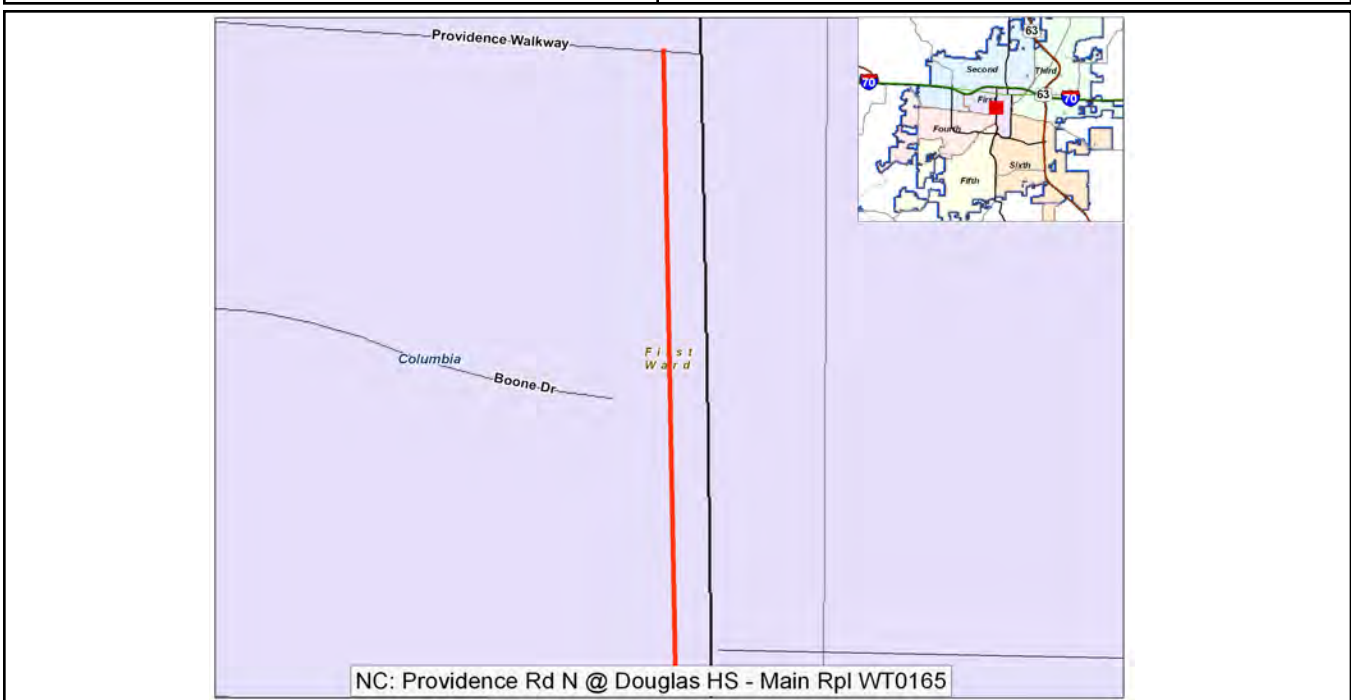 Providence Walkway
63
Second
Third
70
63
70
First
Fourth
Sixth
Fifth
First
Ward
Columbia
Boone Dr
NC: Providence Rd N @ Douglas HS - Main Rpl WT0165